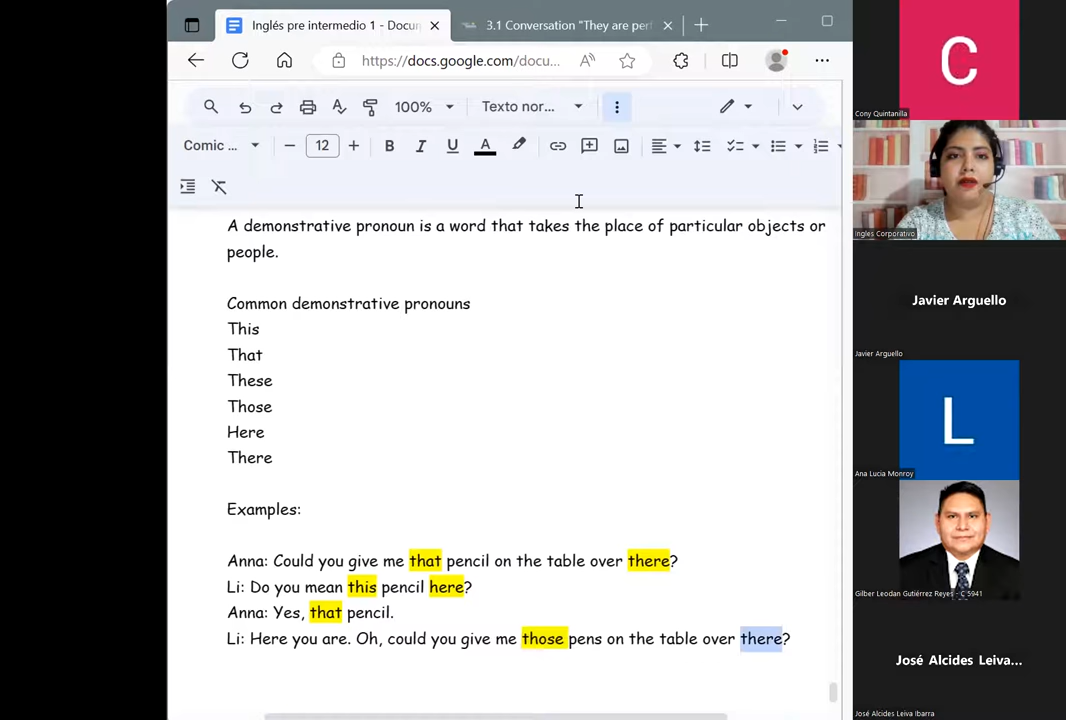 Inglés pre intermedio 1 - Docun
3.1 Conversation "They are perf
https://docs.google.com/docu...
100%
Texto nor...
Comic ...
12
A demonstrative pronoun is a word that takes the place of particular objects or
people.
Common demonstrative pronouns
This
That
These
Those
Here
There
Examples:
Anna: Could you give me that pencil on the table over there?
Li: Do you mean this pencil here?
Anna: Yes, that pencil.
Li: Here you are. Oh, could you give me those pens on the table over there?
C
Cony Quintanilla
Ingles Corporativo
Javier Arguello
Javier Arguello
L
Ana Lucia Monroy
Gilber Leodan Gutiérrez Reyes - C 5941
José Alcides Leiva...
José Alcides Leiva Ibarra